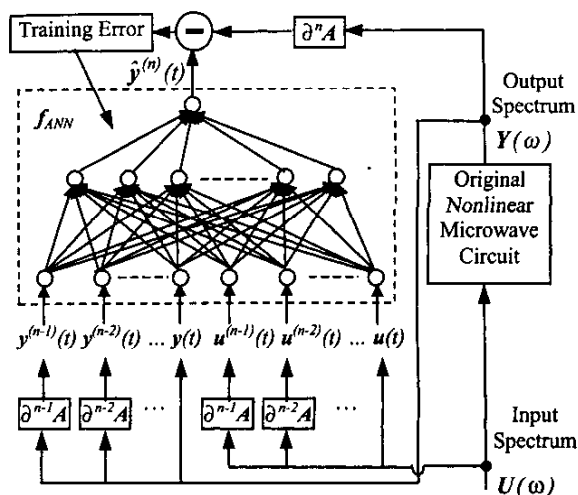 Training Error
−
∂ⁿA
ŷ⁽ⁿ⁾(t)
f_ANN
Output
Spectrum
Y(ω)
Original
Nonlinear
Microwave
Circuit
y⁽ⁿ⁻¹⁾(t) y⁽ⁿ⁻²⁾(t) ... y(t) u⁽ⁿ⁻¹⁾(t) u⁽ⁿ⁻²⁾(t) ... u(t)
∂ⁿ⁻¹A ∂ⁿ⁻²A ... ∂ⁿ⁻¹A ∂ⁿ⁻²A ...
Input
Spectrum
U(ω)